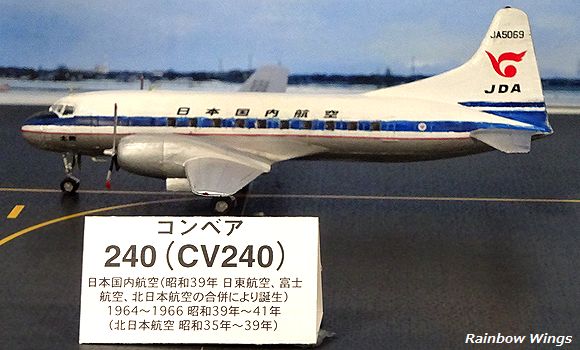 JA5069
JDA
日本国内航空
コンベア
240(CV240)
日本国内航空(昭和39年 日東航空、富士
航空、北日本航空の合併により誕生)
1964～1966 昭和39年～41年
(北日本航空 昭和35年～39年)
Rainbow Wings